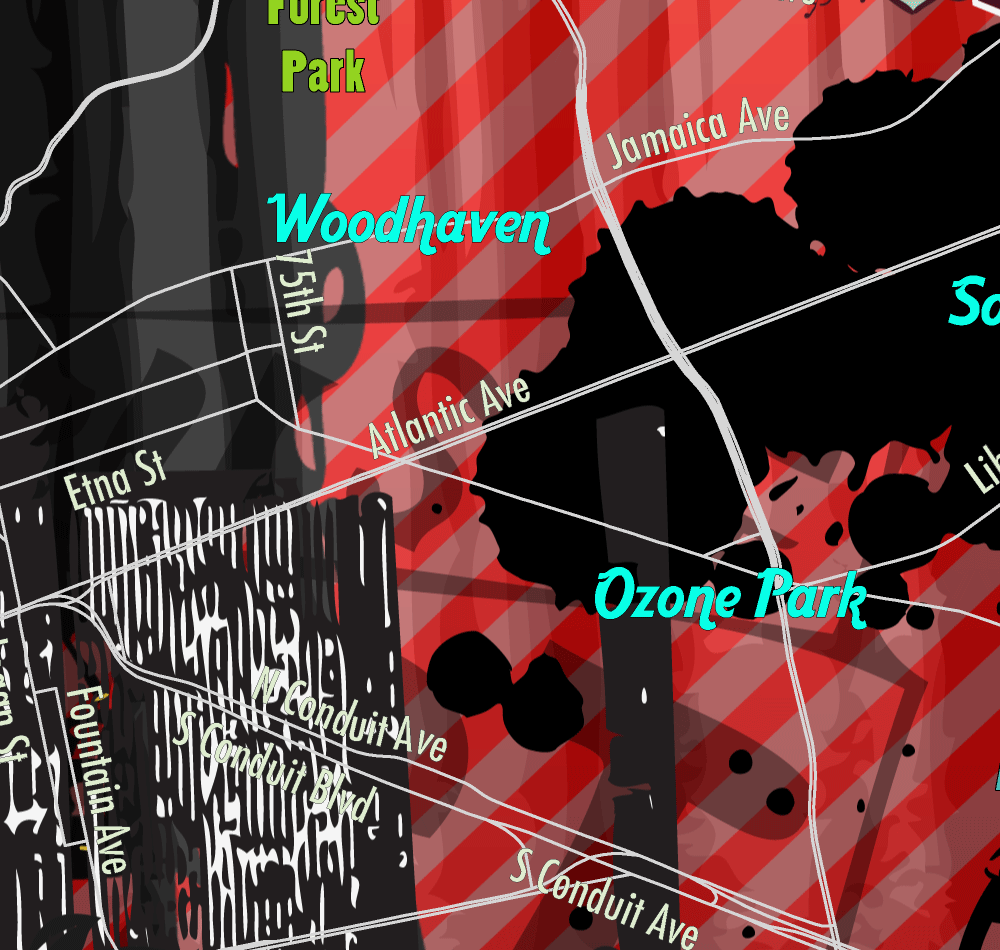 Forest
Park
Jamaica Ave
Woodhaven
75th St
Atlantic Ave
Etna St
Ozone Park
N Conduit Ave
S Conduit Blvd
Fountain Ave
S Conduit Ave